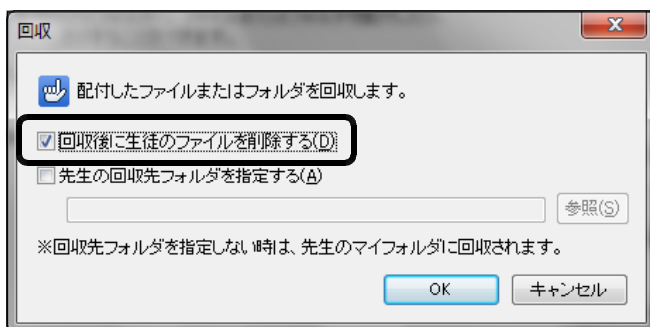 回収
配付したファイルまたはフォルダを回収します。
回収後に生徒のファイルを削除する(D)
先生の回収先フォルダを指定する(A)
参照(S)
※回収先フォルダを指定しない時は、先生のマイフォルダに回収されます。
OK
キャンセル